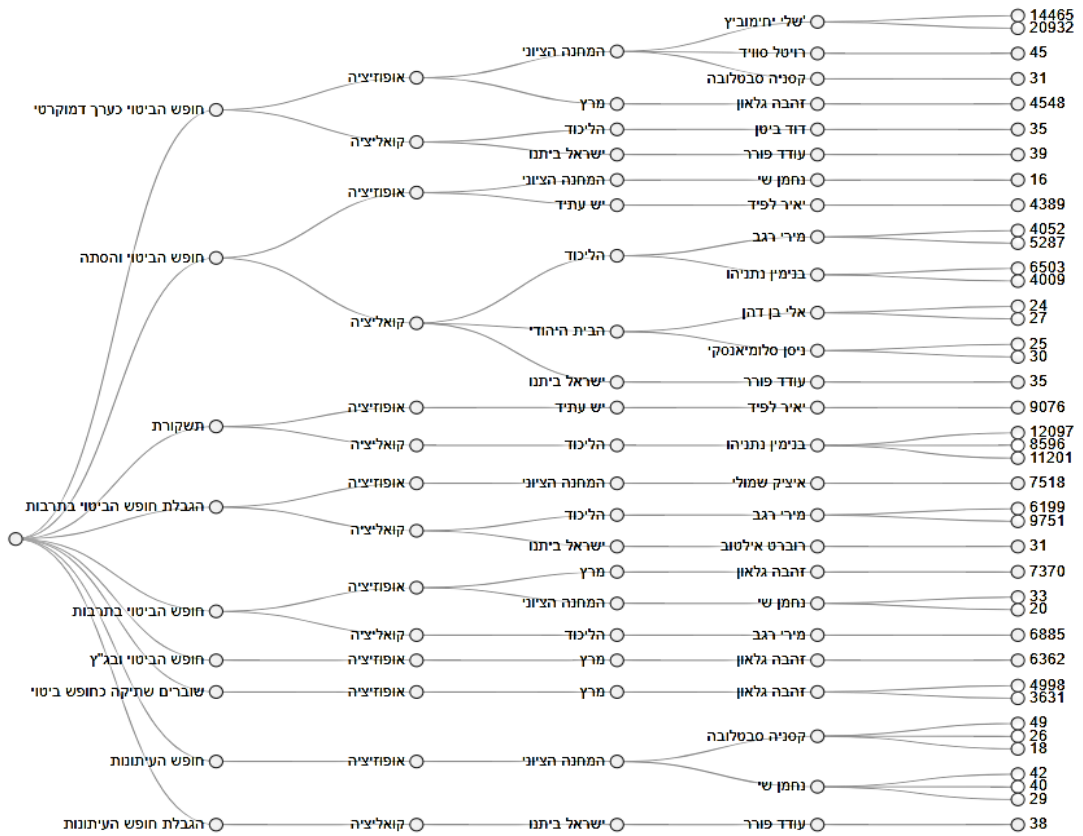 חופש הביטוי כערך דמוקרטי
אופוזיציה
המחנה הציוני
שלי יחימוביץ'
14465
20932
רויטל סוויד
45
קסניה סבטלובה
31
מרץ
זהבה גלאון
4548
קואליציה
הליכוד
דוד ביטן
35
ישראל ביתנו
עודד פורר
39
חופש הביטוי והסתה
אופוזיציה
המחנה הציוני
נחמן שי
16
יש עתיד
יאיר לפיד
4389
קואליציה
הליכוד
מירי רגב
4052
5287
בנימין נתניהו
6503
4009
הבית היהודי
אלי בן דהן
24
27
ניסן סלומיאנסקי
25
30
ישראל ביתנו
עודד פורר
35
תשקורת
אופוזיציה
יש עתיד
יאיר לפיד
9076
קואליציה
הליכוד
בנימין נתניהו
12097
8596
11201
הגבלת חופש הביטוי בתרבות
אופוזיציה
המחנה הציוני
איציק שמולי
7518
קואליציה
הליכוד
מירי רגב
6199
9751
ישראל ביתנו
רוברט אילטוב
31
חופש הביטוי בתרבות
אופוזיציה
מרץ
זהבה גלאון
7370
המחנה הציוני
נחמן שי
33
20
קואליציה
הליכוד
מירי רגב
6885
חופש הביטוי ובג"ץ
אופוזיציה
מרץ
זהבה גלאון
6362
שוברים שתיקה כחופש ביטוי
אופוזיציה
מרץ
זהבה גלאון
4998
3631
חופש העיתונות
אופוזיציה
המחנה הציוני
קסניה סבטלובה
49
26
18
נחמן שי
42
40
29
הגבלת חופש העיתונות
קואליציה
ישראל ביתנו
עודד פורר
38